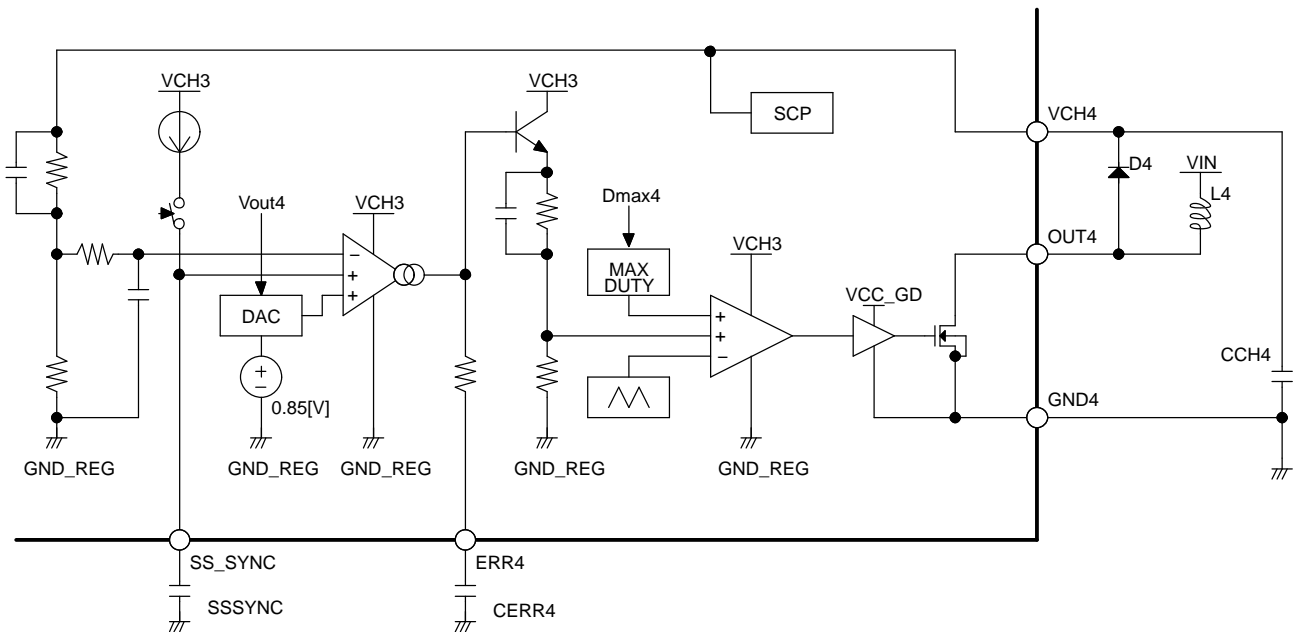 VCH3
VCH3
SCP
VCH4
D4
VIN
L4
Vout4
VCH3
Dmax4
VCH3
OUT4
MAX
DUTY
−
+
+
DAC
VCC_GD
+
+
−
+
−
0.85[V]
CCH4
GND4
GND_REG
GND_REG
GND_REG
GND_REG
GND_REG
SS_SYNC
ERR4
SSSYNC
CERR4